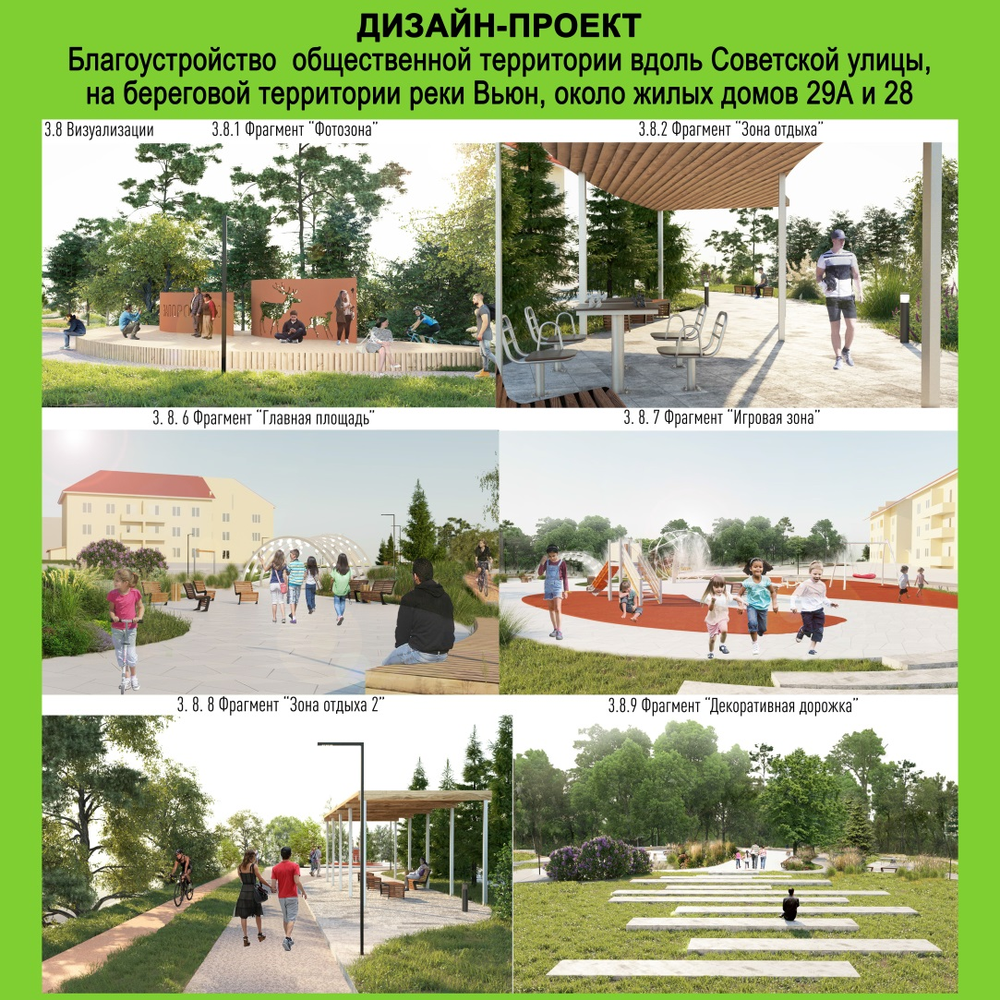 ДИЗАЙН-ПРОЕКТ
Благоустройство общественной территории вдоль Советской улицы,
на береговой территории реки Вьюн, около жилых домов 29А и 28
3.8 Визуализации
3.8.1 Фрагмент "Фотозона"
3.8.2 Фрагмент "Зона отдыха"
3. 8. 6 Фрагмент "Главная площадь"
3. 8. 7 Фрагмент "Игровая зона"
3. 8. 8 Фрагмент "Зона отдыха 2"
3.8.9 Фрагмент "Декоративная дорожка"